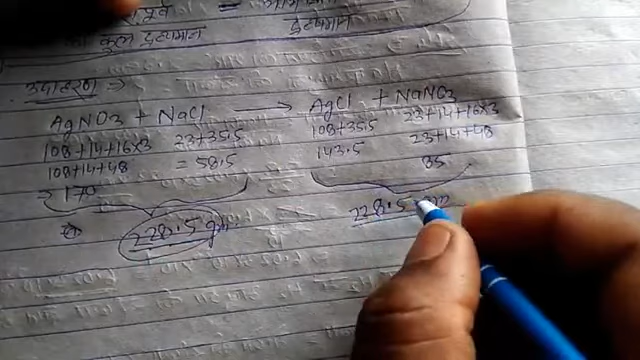 पूर्व =
कुल द्रव्यमान द्रव्यमान
उदाहरण ⇒
AgNO3 + NaCl ⟶ AgCl + NaNO3
108+14+16×3 23+35.5 108+35.5 23+14+16×3
108+14+48 = 58.5 143.5 23+14+48
= 170 85
228.5 gm 228.5 gm